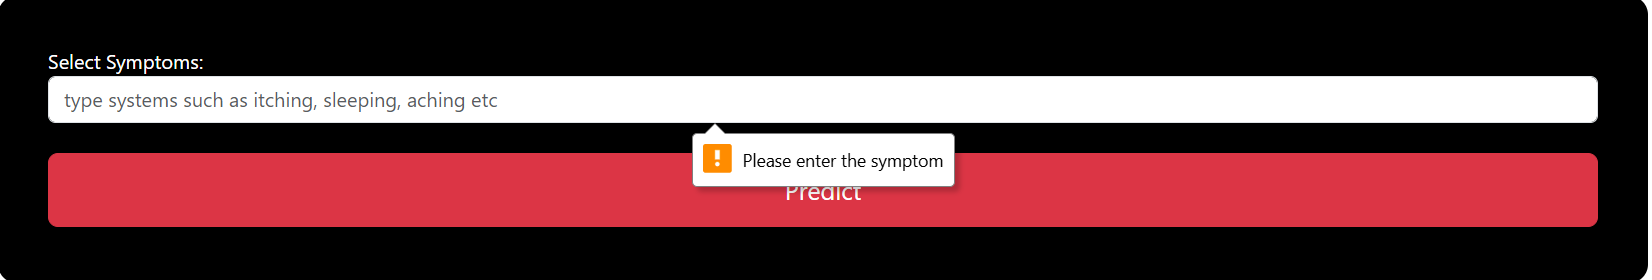 Select Symptoms:
type systems such as itching, sleeping, aching etc
Please enter the symptom
Predict